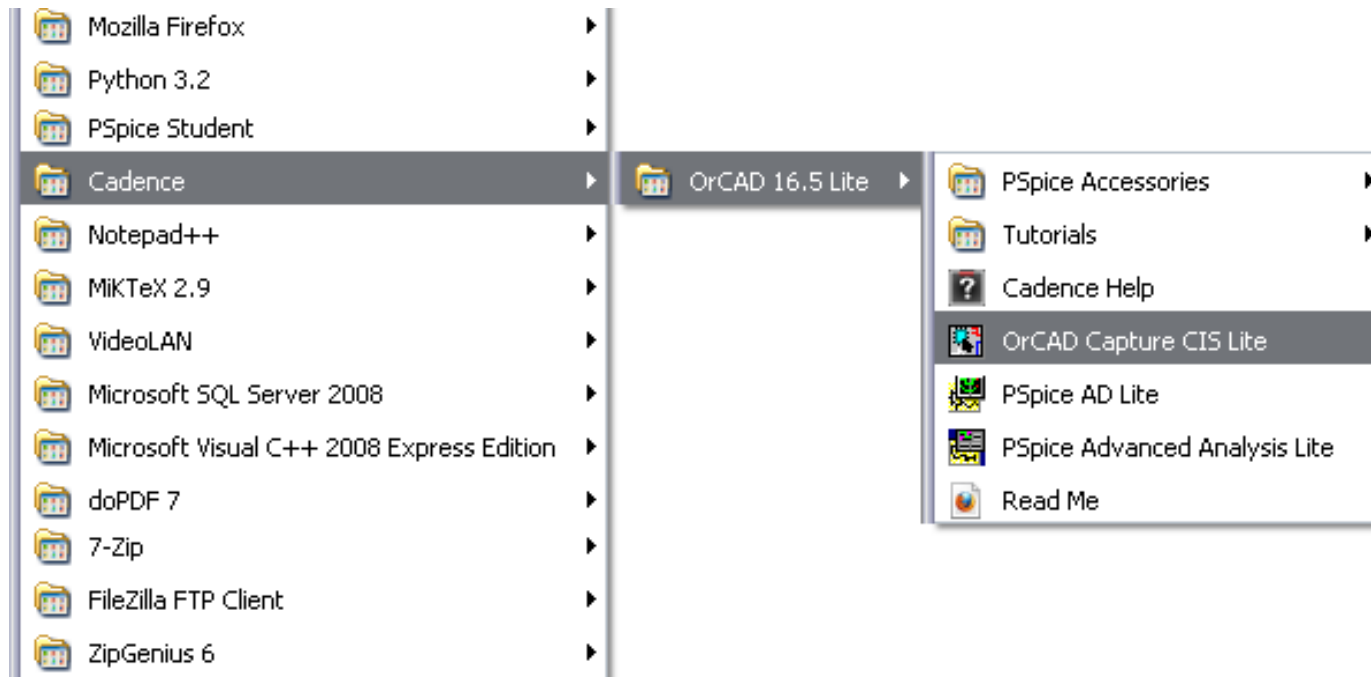 Mozilla Firefox
Python 3.2
PSpice Student
Cadence
Notepad++
MiKTeX 2.9
VideoLAN
Microsoft SQL Server 2008
Microsoft Visual C++ 2008 Express Edition
doPDF 7
7-Zip
FileZilla FTP Client
ZipGenius 6
OrCAD 16.5 Lite
PSpice Accessories
Tutorials
Cadence Help
OrCAD Capture CIS Lite
PSpice AD Lite
PSpice Advanced Analysis Lite
Read Me